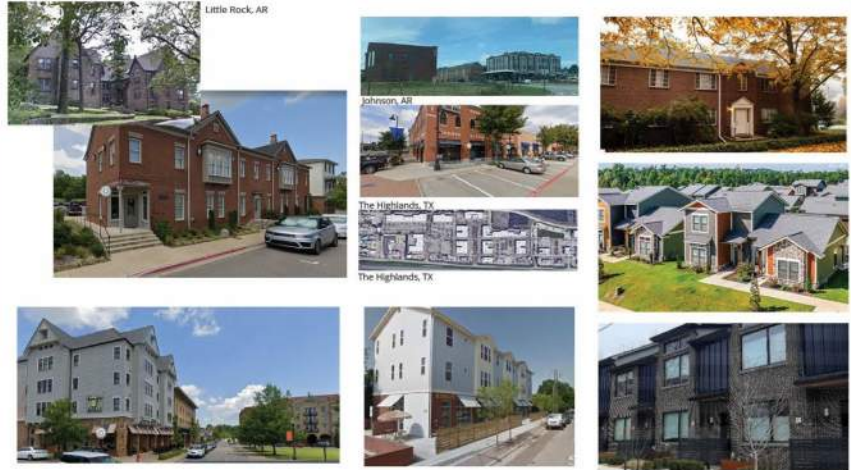 Little Rock, AR
Johnson, AR
The Highlands, TX
The Highlands, TX